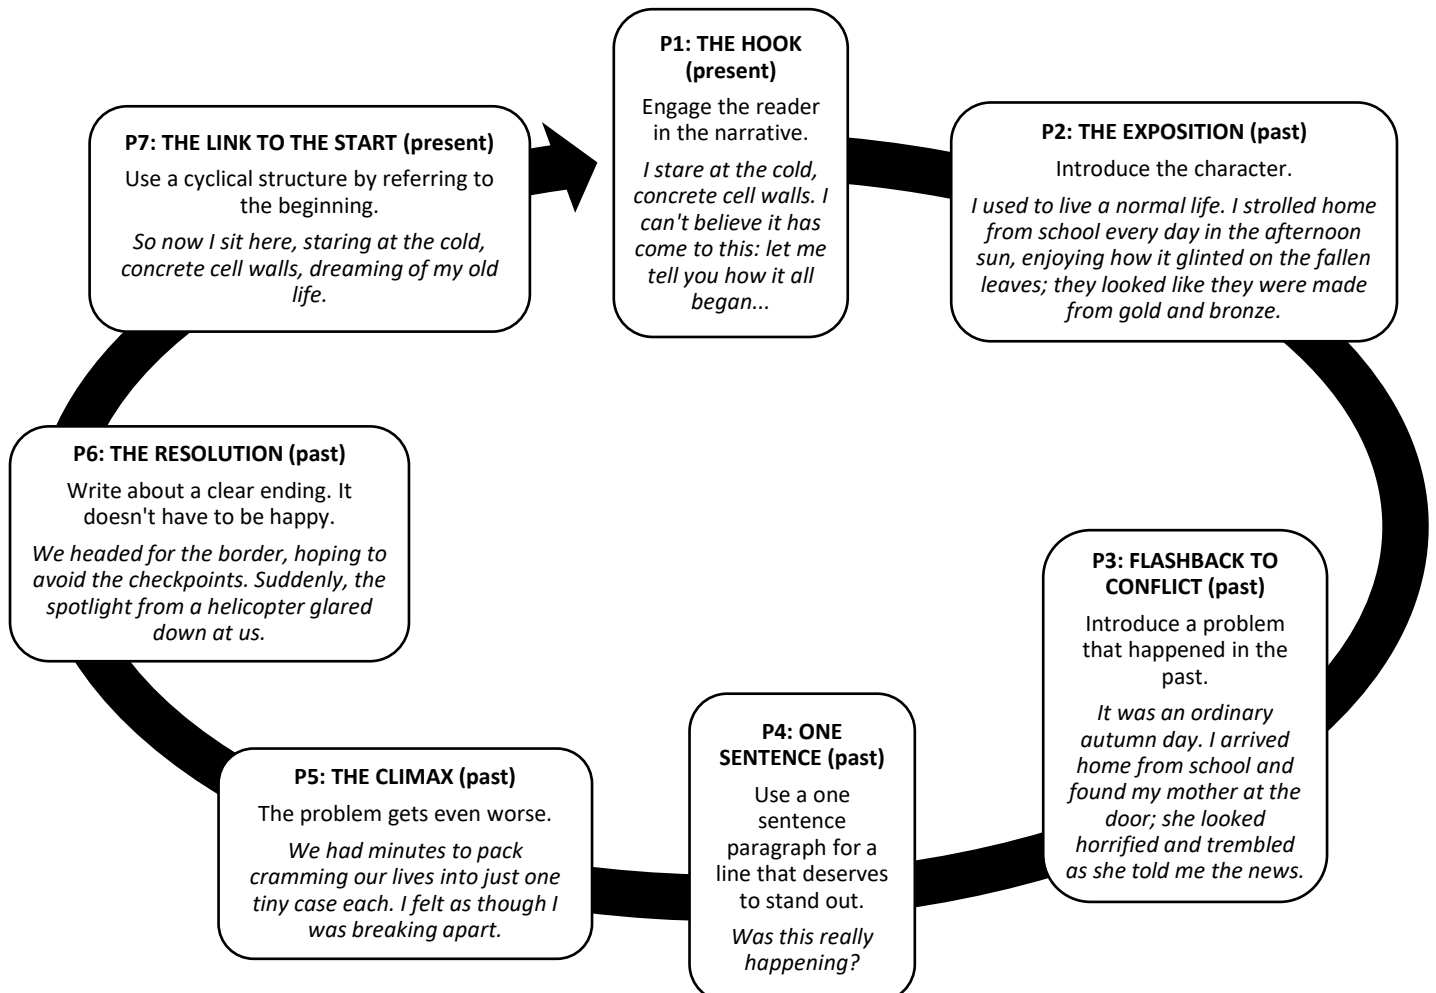 P1: THE HOOK
(present)
Engage the reader
in the narrative.
I stare at the cold,
concrete cell walls. I
can't believe it has
come to this: let me
tell you how it all
began...
P2: THE EXPOSITION (past)
Introduce the character.
I used to live a normal life. I strolled home
from school every day in the afternoon
sun, enjoying how it glinted on the fallen
leaves; they looked like they were made
from gold and bronze.
P3: FLASHBACK TO
CONFLICT (past)
Introduce a problem
that happened in the
past.
It was an ordinary
autumn day. I arrived
home from school and
found my mother at the
door; she looked
horrified and trembled
as she told me the news.
P4: ONE
SENTENCE (past)
Use a one
sentence
paragraph for a
line that deserves
to stand out.
Was this really
happening?
P5: THE CLIMAX (past)
The problem gets even worse.
We had minutes to pack
cramming our lives into just one
tiny case each. I felt as though I
was breaking apart.
P6: THE RESOLUTION (past)
Write about a clear ending. It
doesn't have to be happy.
We headed for the border, hoping to
avoid the checkpoints. Suddenly, the
spotlight from a helicopter glared
down at us.
P7: THE LINK TO THE START (present)
Use a cyclical structure by referring to
the beginning.
So now I sit here, staring at the cold,
concrete cell walls, dreaming of my old
life.